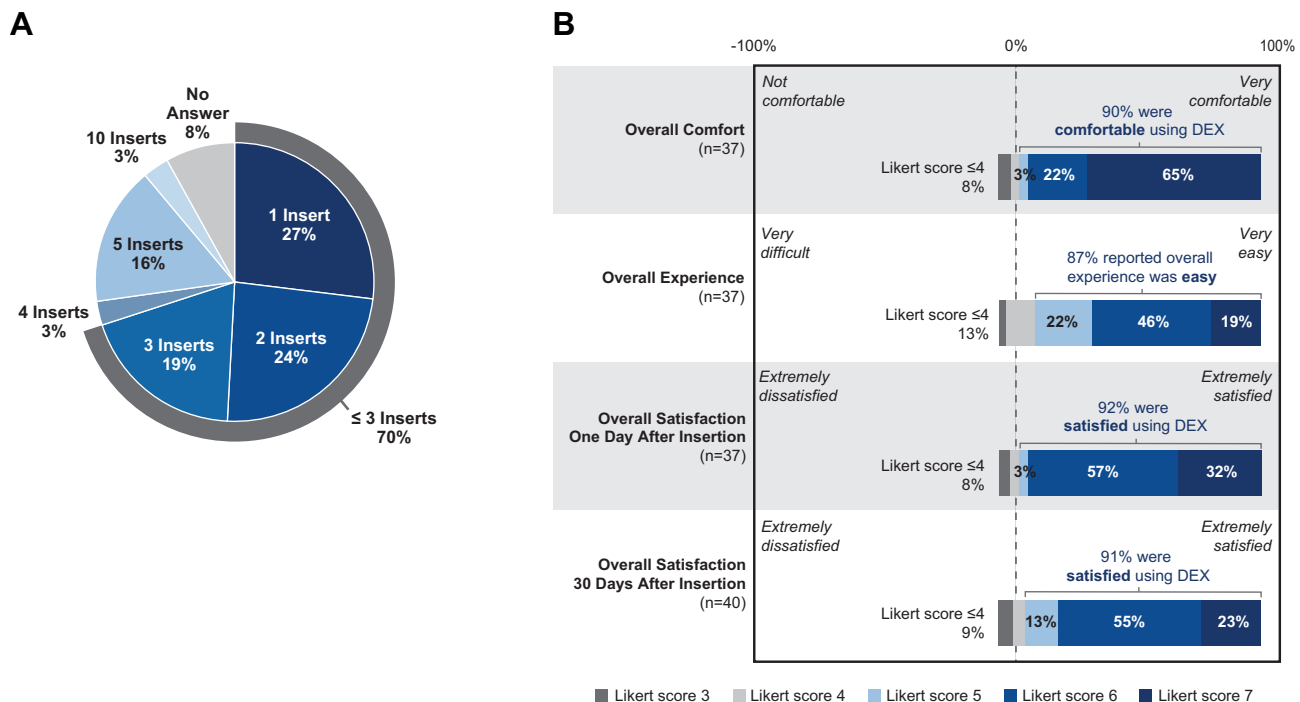 A
No
Answer
8%
10 Inserts
3%
1 Insert
27%
5 Inserts
16%
4 Inserts
3%
3 Inserts
19%
2 Inserts
24%
≤ 3 Inserts
70%
B
-100%
0%
100%
Overall Comfort
(n=37)
Not
comfortable
Very
comfortable
90% were
comfortable using DEX
Likert score ≤4
8%
3%
22%
65%
Overall Experience
(n=37)
Very
difficult
Very
easy
87% reported overall
experience was easy
Likert score ≤4
13%
22%
46%
19%
Overall Satisfaction
One Day After Insertion
(n=37)
Extremely
dissatisfied
Extremely
satisfied
92% were
satisfied using DEX
Likert score ≤4
8%
3%
57%
32%
Overall Satisfaction
30 Days After Insertion
(n=40)
Extremely
dissatisfied
Extremely
satisfied
91% were
satisfied using DEX
Likert score ≤4
9%
13%
55%
23%
Likert score 3
Likert score 4
Likert score 5
Likert score 6
Likert score 7